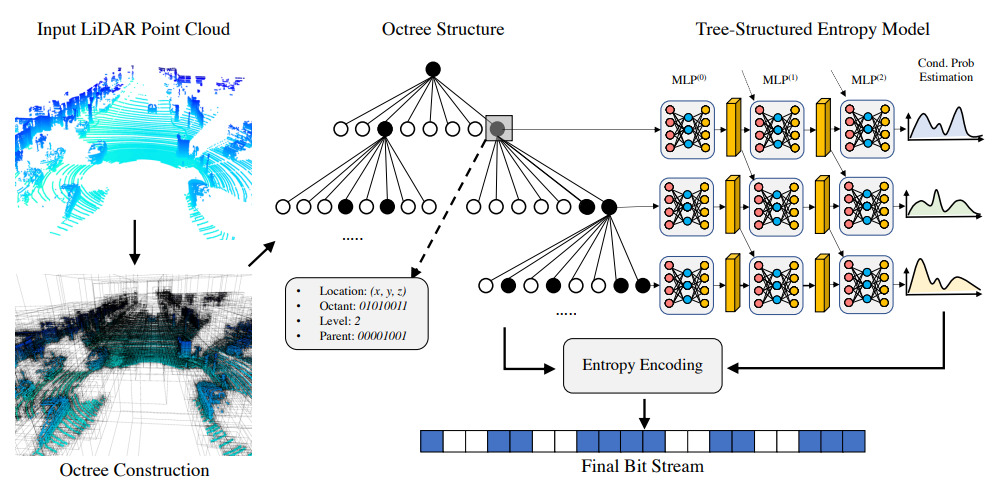 Input LiDAR Point Cloud
Octree Structure
Tree-Structured Entropy Model
MLP(0)
MLP(1)
MLP(2)
Cond. Prob
Estimation
.....
• Location: (x, y, z)
• Octant: 01010011
• Level: 2
• Parent: 00001001
.....
Entropy Encoding
Octree Construction
Final Bit Stream